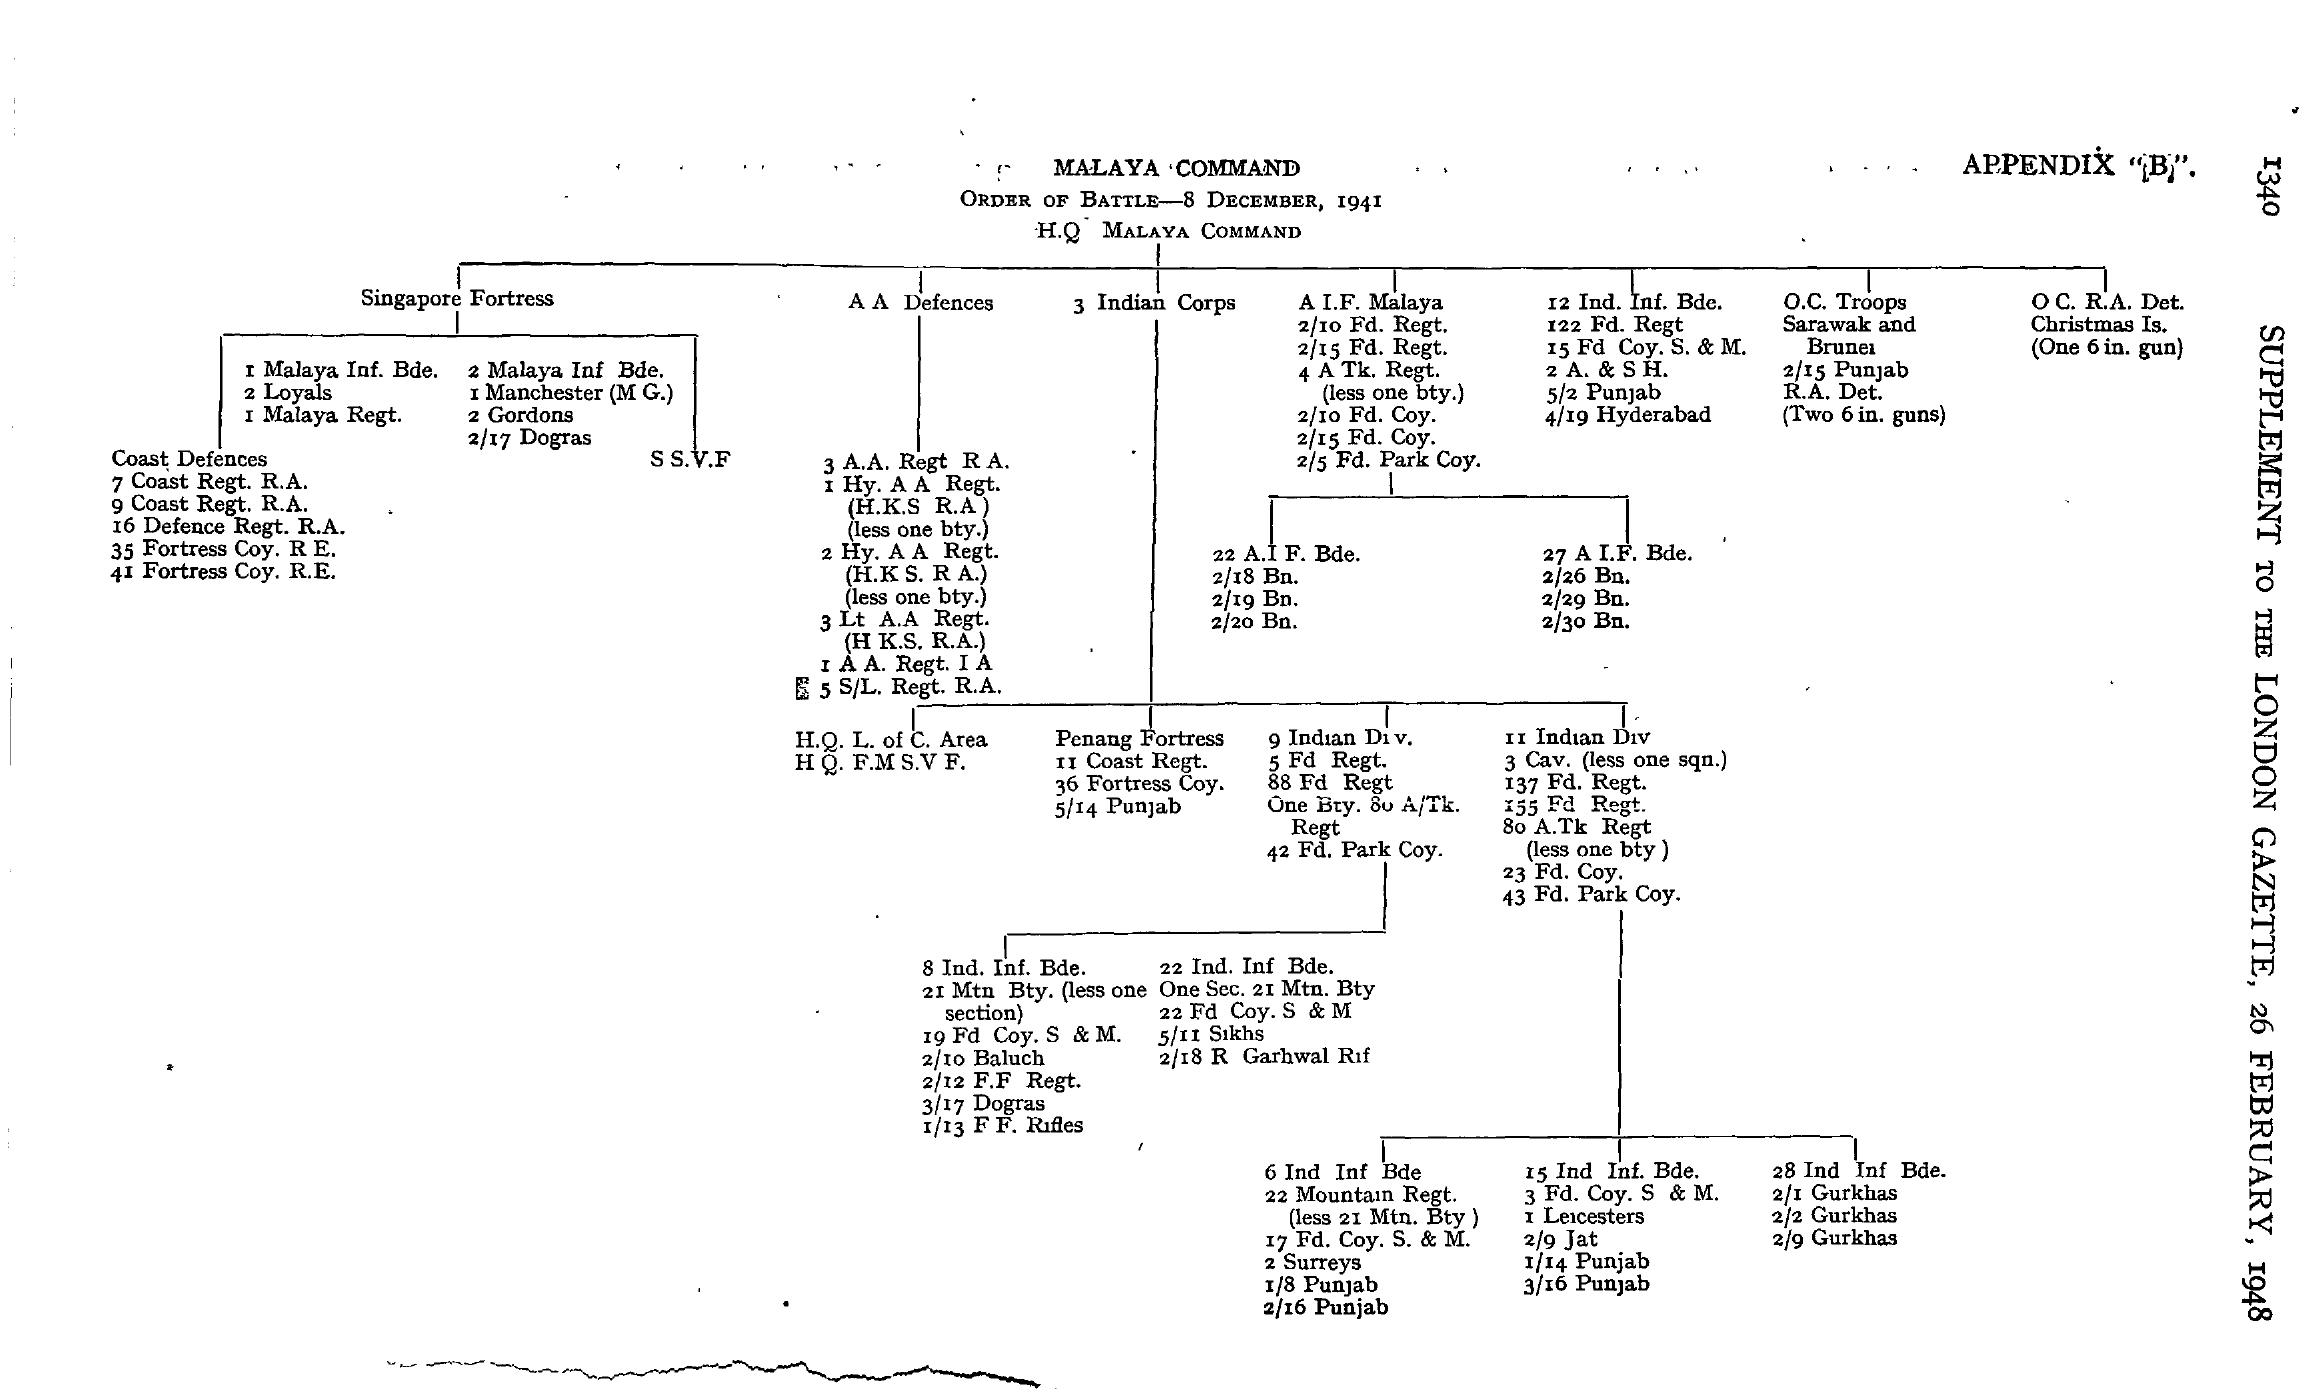 APPENDIX "B".
MALAYA COMMAND
ORDER OF BATTLE—8 DECEMBER, 1941
H.Q MALAYA COMMAND
Singapore Fortress
1 Malaya Inf. Bde.
2 Loyals
1 Malaya Regt.
2 Malaya Inf Bde.
1 Manchester (M G.)
2 Gordons
2/17 Dogras
Coast Defences
7 Coast Regt. R.A.
9 Coast Regt. R.A.
16 Defence Regt. R.A.
35 Fortress Coy. R E.
41 Fortress Coy. R.E.
S S.V.F
A A Defences
3 A.A. Regt R A.
1 Hy. A A Regt.
(H.K.S R.A)
(less one bty.)
2 Hy. A A Regt.
(H.K S. R A.)
(less one bty.)
3 Lt A.A Regt.
(H K.S. R.A.)
1 A A. Regt. I A
5 S/L. Regt. R.A.
3 Indian Corps
A I.F. Malaya
2/10 Fd. Regt.
2/15 Fd. Regt.
4 A Tk. Regt.
(less one bty.)
2/10 Fd. Coy.
2/15 Fd. Coy.
2/5 Fd. Park Coy.
22 A.I F. Bde.
2/18 Bn.
2/19 Bn.
2/20 Bn.
27 A I.F. Bde.
2/26 Bn.
2/29 Bn.
2/30 Bn.
12 Ind. Inf. Bde.
122 Fd. Regt
15 Fd Coy. S. & M.
2 A. & S H.
5/2 Punjab
4/19 Hyderabad
O.C. Troops
Sarawak and
Brunei
2/15 Punjab
R.A. Det.
(Two 6 in. guns)
O C. R.A. Det.
Christmas Is.
(One 6 in. gun)
H.Q. L. of C. Area
H Q. F.M S.V F.
Penang Fortress
11 Coast Regt.
36 Fortress Coy.
5/14 Punjab
9 Indian Div.
5 Fd Regt.
88 Fd Regt
One Bty. 80 A/Tk.
Regt
42 Fd. Park Coy.
11 Indian Div
3 Cav. (less one sqn.)
137 Fd. Regt.
155 Fd Regt.
80 A.Tk Regt
(less one bty )
23 Fd. Coy.
43 Fd. Park Coy.
8 Ind. Inf. Bde.
21 Mtn Bty. (less one
section)
19 Fd Coy. S & M.
2/10 Baluch
2/12 F.F Regt.
3/17 Dogras
1/13 F F. Rifles
22 Ind. Inf Bde.
One Sec. 21 Mtn. Bty
22 Fd Coy. S & M
5/11 Sikhs
2/18 R Garhwal Rif
6 Ind Inf Bde
22 Mountain Regt.
(less 21 Mtn. Bty )
17 Fd. Coy. S. & M.
2 Surreys
1/8 Punjab
2/16 Punjab
15 Ind Inf. Bde.
3 Fd. Coy. S & M.
1 Leicesters
2/9 Jat
1/14 Punjab
3/16 Punjab
28 Ind Inf Bde.
2/1 Gurkhas
2/2 Gurkhas
2/9 Gurkhas
1340 SUPPLEMENT TO THE LONDON GAZETTE, 26 FEBRUARY, 1948